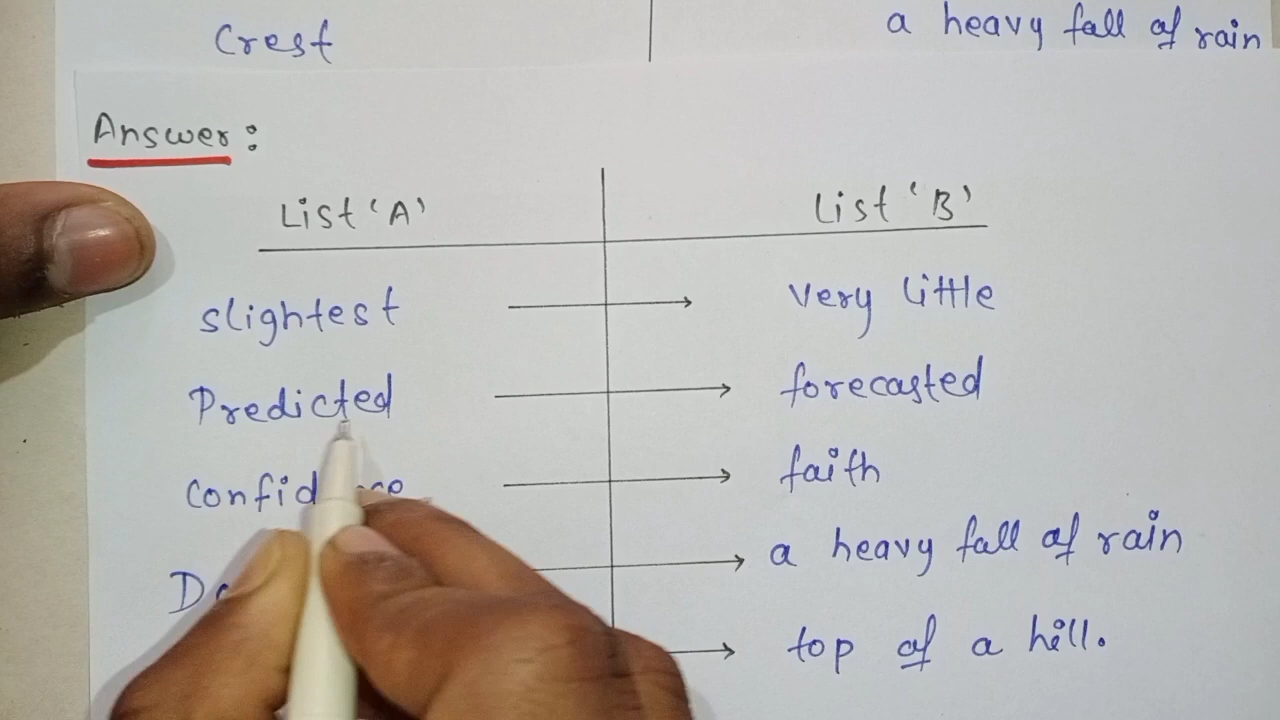 Crest a heavy fall of rain
Answer:
List 'A' List 'B'
Slightest → very little
Predicted → forecasted
→ faith
→ a heavy fall of rain
→ top of a hill.